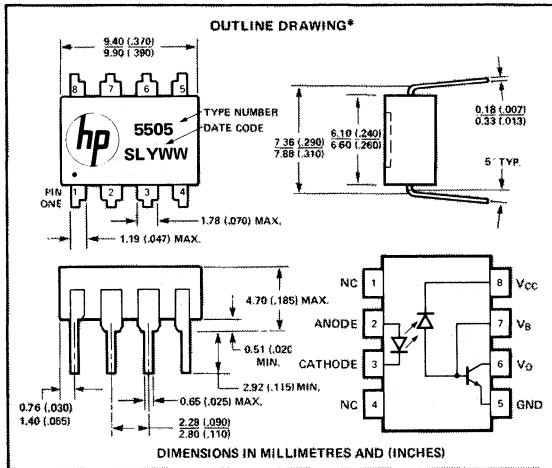 OUTLINE DRAWING*
9.40 (.370)
9.90 (.390)
8 7 6 5
hp
5505
SLYWW
TYPE NUMBER
DATE CODE
PIN
ONE
1 2 3 4
1.78 (.070) MAX.
1.19 (.047) MAX.
7.36 (.290)
7.88 (.310)
6.10 (.240)
6.60 (.260)
0.18 (.007)
0.33 (.013)
5° TYP.
4.70 (.185) MAX.
0.51 (.020
MIN.
2.92 (.115) MIN.
0.65 (.025) MAX.
0.76 (.030)
1.40 (.055)
2.28 (.090)
2.80 (.110)
NC 1
ANODE 2
CATHODE 3
NC 4
8 VCC
7 VB
6 VO
5 GND
DIMENSIONS IN MILLIMETRES AND (INCHES)